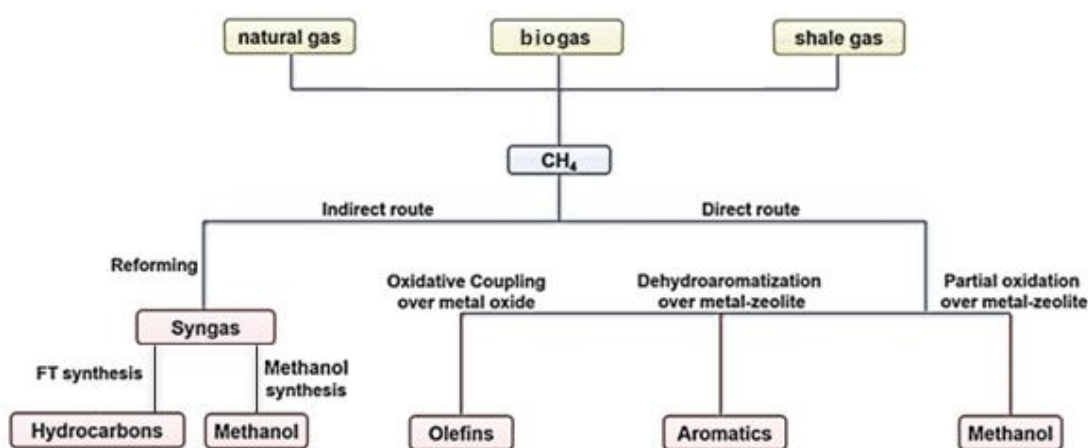 natural gas
biogas
shale gas
CH₄
Indirect route
Direct route
Reforming
Oxidative Coupling
over metal oxide
Dehydroaromatization
over metal-zeolite
Partial oxidation
over metal-zeolite
Syngas
FT synthesis
Methanol
synthesis
Hydrocarbons
Methanol
Olefins
Aromatics
Methanol